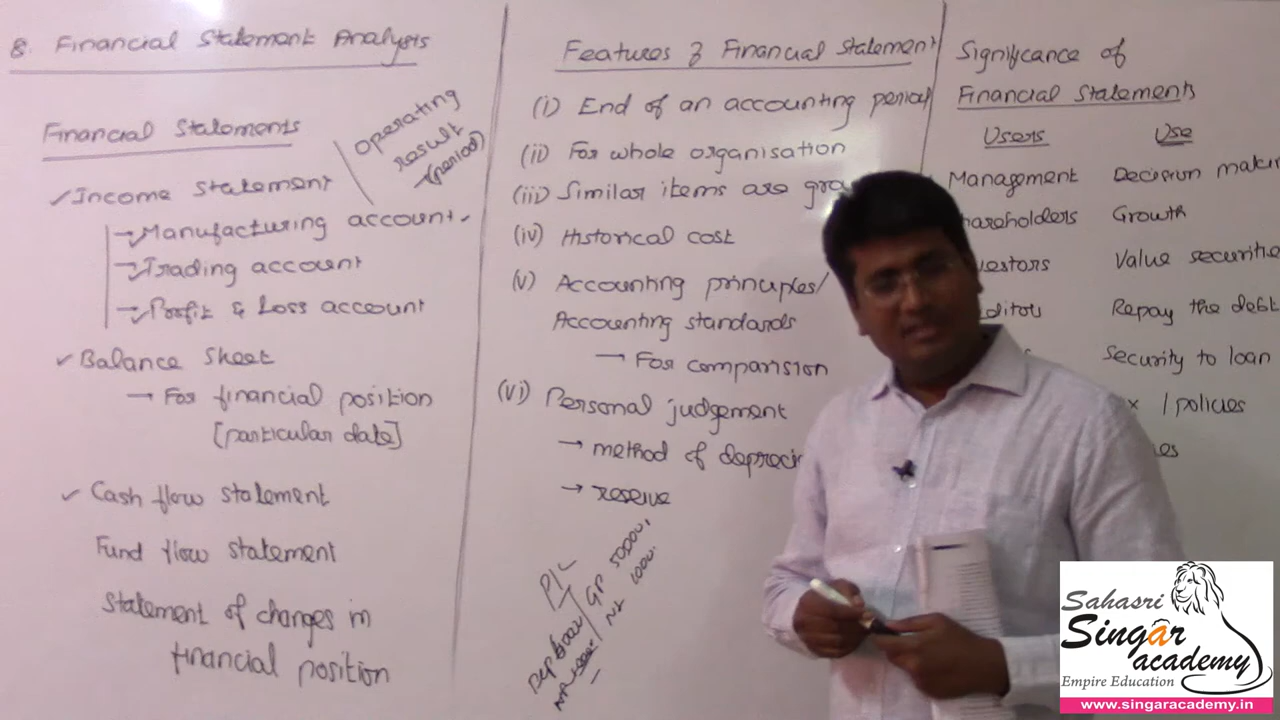 8. Financial Statement Analysis
Financial Statements
Operating
result
(period)
Income statement
→ Manufacturing account
→ Trading account
→ Profit & Loss account
Balance Sheet
→ For financial position
[particular date]
Cash flow statement
Fund flow statement
Statement of changes in
financial position
Features of Financial Statement
(i) End of an accounting period
(ii) For whole organisation
(iii) Similar items are
(iv) Historical cost
(v) Accounting principles/
Accounting standards
→ For comparision
(vi) Personal judgement
→ method of
→ reserve
P/L
GP 50000
Significance of
Financial Statements
Users Use
Management Decision
Growth
Value securities
Repay the debt
Security to loan
/policies
Sahasri
Singâr
academy
Empire Education
www.singaracademy.in